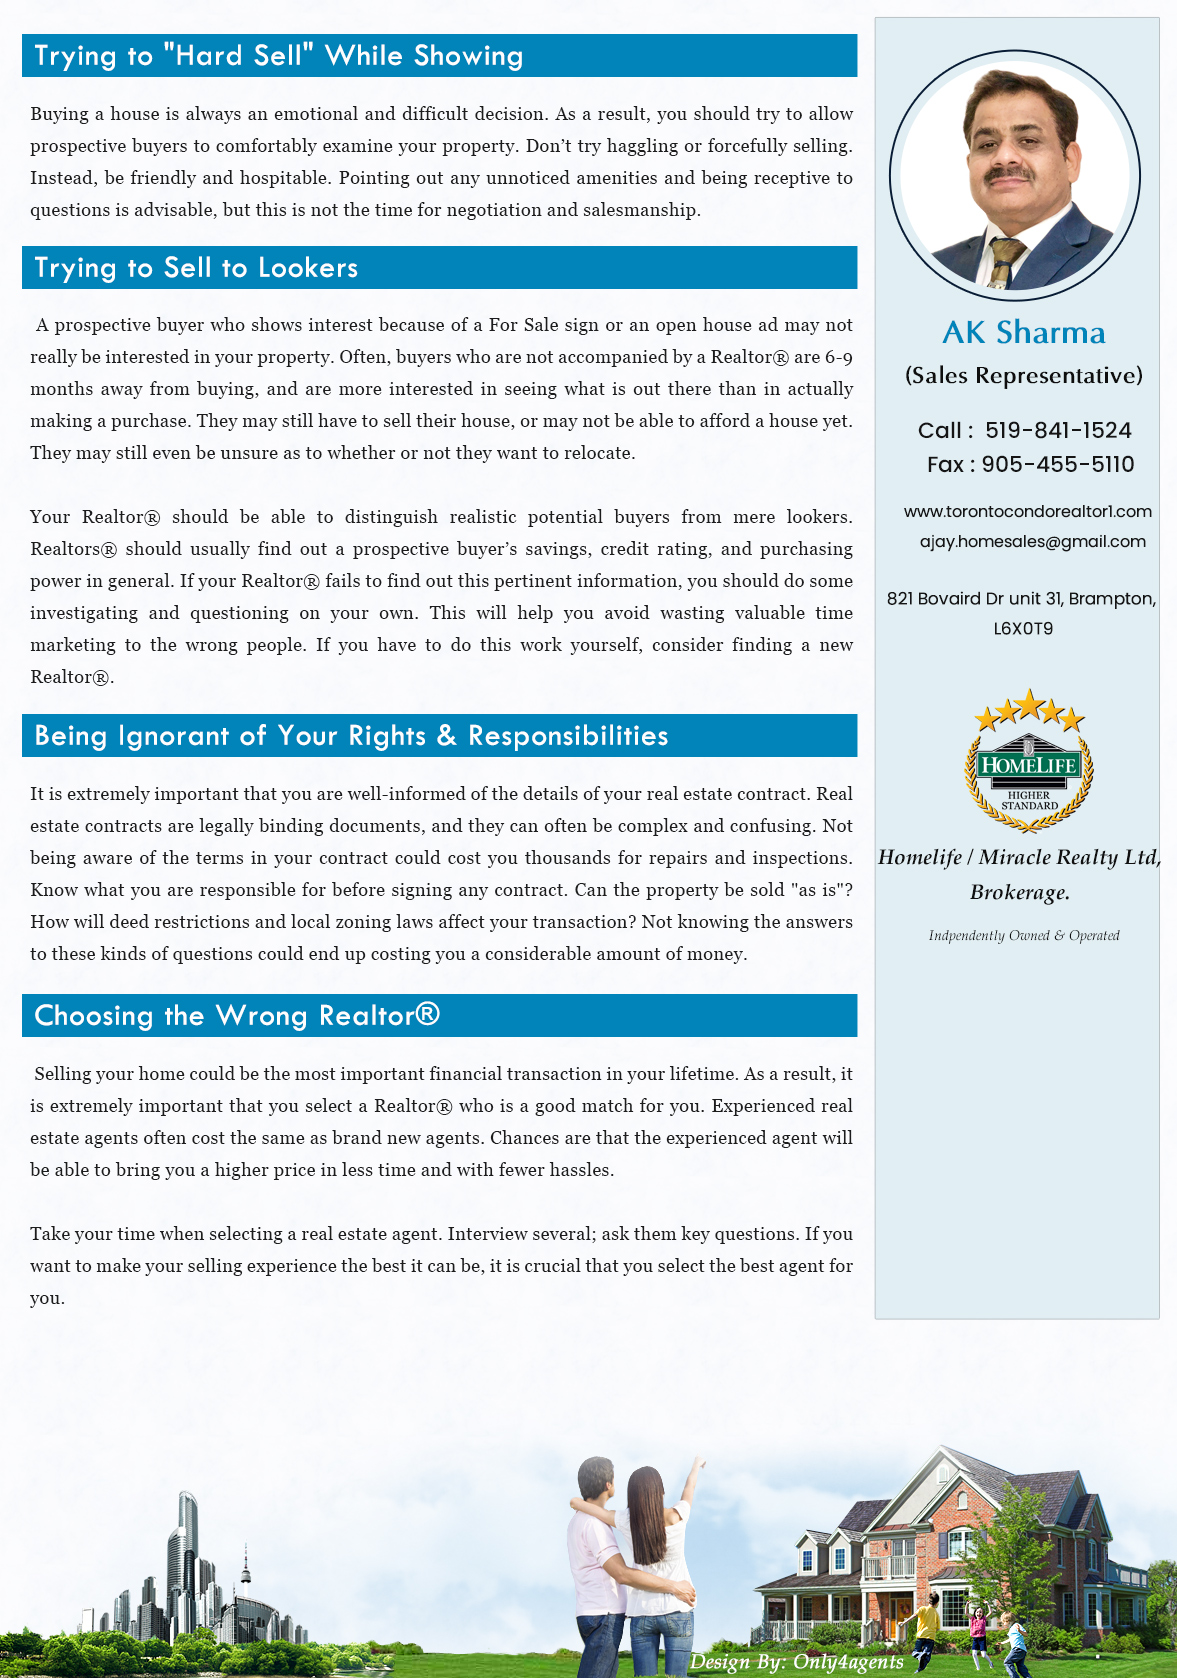 Trying to "Hard Sell" While Showing
Buying a house is always an emotional and difficult decision. As a result, you should try to allow
prospective buyers to comfortably examine your property. Don’t try haggling or forcefully selling.
Instead, be friendly and hospitable. Pointing out any unnoticed amenities and being receptive to
questions is advisable, but this is not the time for negotiation and salesmanship.
Trying to Sell to Lookers
A prospective buyer who shows interest because of a For Sale sign or an open house ad may not
really be interested in your property. Often, buyers who are not accompanied by a Realtor® are 6-9
months away from buying, and are more interested in seeing what is out there than in actually
making a purchase. They may still have to sell their house, or may not be able to afford a house yet.
They may still even be unsure as to whether or not they want to relocate.
Your Realtor® should be able to distinguish realistic potential buyers from mere lookers.
Realtors® should usually find out a prospective buyer’s savings, credit rating, and purchasing
power in general. If your Realtor® fails to find out this pertinent information, you should do some
investigating and questioning on your own. This will help you avoid wasting valuable time
marketing to the wrong people. If you have to do this work yourself, consider finding a new
Realtor®.
Being Ignorant of Your Rights & Responsibilities
It is extremely important that you are well-informed of the details of your real estate contract. Real
estate contracts are legally binding documents, and they can often be complex and confusing. Not
being aware of the terms in your contract could cost you thousands for repairs and inspections.
Know what you are responsible for before signing any contract. Can the property be sold "as is"?
How will deed restrictions and local zoning laws affect your transaction? Not knowing the answers
to these kinds of questions could end up costing you a considerable amount of money.
Choosing the Wrong Realtor®
Selling your home could be the most important financial transaction in your lifetime. As a result, it
is extremely important that you select a Realtor® who is a good match for you. Experienced real
estate agents often cost the same as brand new agents. Chances are that the experienced agent will
be able to bring you a higher price in less time and with fewer hassles.
Take your time when selecting a real estate agent. Interview several; ask them key questions. If you
want to make your selling experience the best it can be, it is crucial that you select the best agent for
you.
AK Sharma
(Sales Representative)
Call : 519-841-1524
Fax : 905-455-5110
www.torontocondorealtor1.com
ajay.homesales@gmail.com
821 Bovaird Dr unit 31, Brampton,
L6X0T9
HOMELIFE
HIGHER
STANDARD
Homelife / Miracle Realty Ltd,
Brokerage.
Indpendently Owned & Operated
Design By: Only4agents